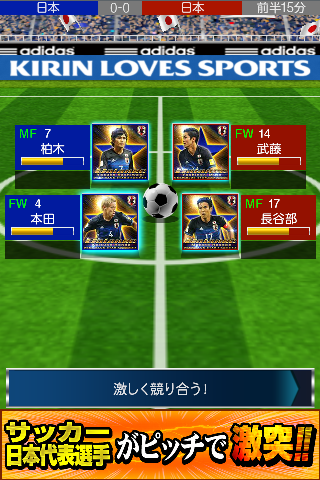 日本 0-0 日本 前半15分
adidas adidas adidas
KIRIN LOVES SPORTS
MF 7
柏木
FW 14
武藤
FW 4
本田
MF 17
長谷部
激しく競り合う!
サッカー
日本代表選手がピッチで激突!!